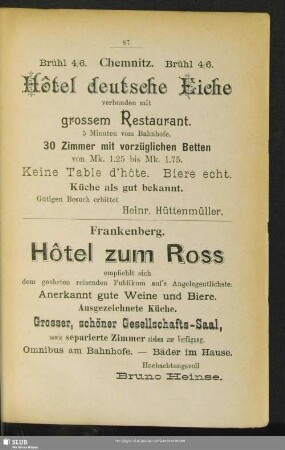 87
Brühl 4/6. Chemnitz. Brühl 4/6.
Hôtel deutsche Eiche
verbunden mit
grossem Restaurant.
5 Minuten vom Bahnhofe.
30 Zimmer mit vorzüglichen Betten
von Mk. 1.25 bis Mk. 1.75.
Keine Table d'hôte. Biere echt.
Küche als gut bekannt.
Gütigen Besuch erbittet
Heinr. Hüttenmüller.
Frankenberg.
Hôtel zum Ross
empfiehlt sich
dem geehrten reisenden Publikum auf's Angelegentlichste.
Anerkannt gute Weine und Biere.
Ausgezeichnete Küche.
Grosser, schöner Gesellschafts-Saal,
sowie separierte Zimmer stehen zur Verfügung.
Omnibus am Bahnhofe. — Bäder im Hause.
Hochachtungsvoll
Bruno Heinse.
SLUB